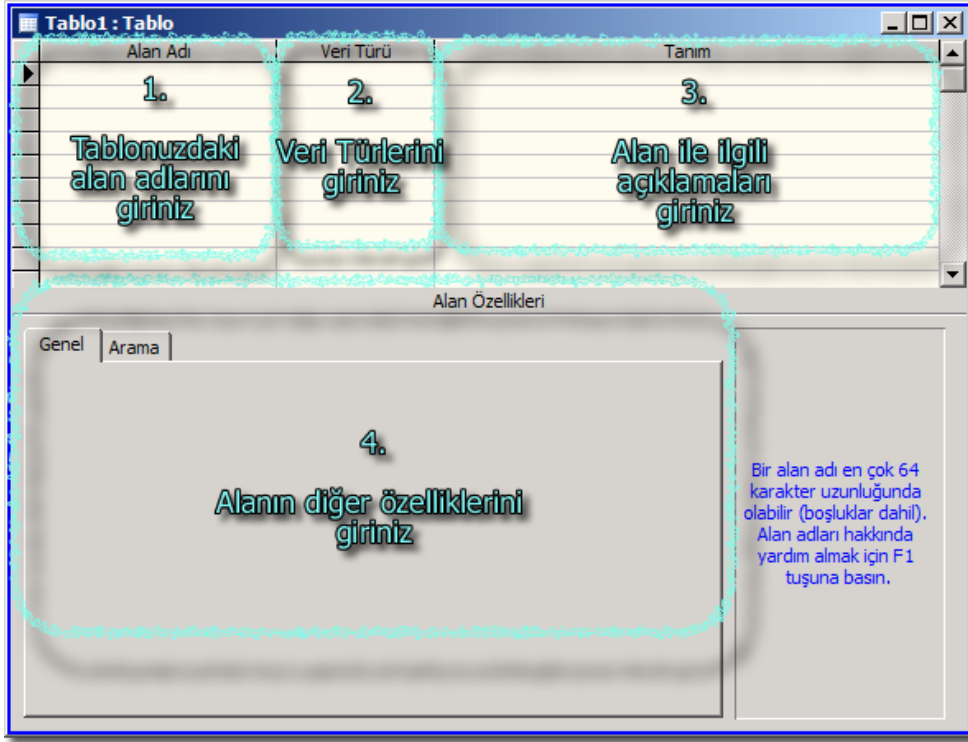 Tablo1 : Tablo
Alan Adı Veri Türü Tanım
1.
Tablonuzdaki
alan adlarını
giriniz
2.
Veri Türlerini
giriniz
3.
Alan ile ilgili
açıklamaları
giriniz
Alan Özellikleri
Genel Arama
4.
Alanın diğer özelliklerini
giriniz
Bir alan adı en çok 64
karakter uzunluğunda
olabilir (boşluklar dahil).
Alan adları hakkında
yardım almak için F1
tuşuna basın.